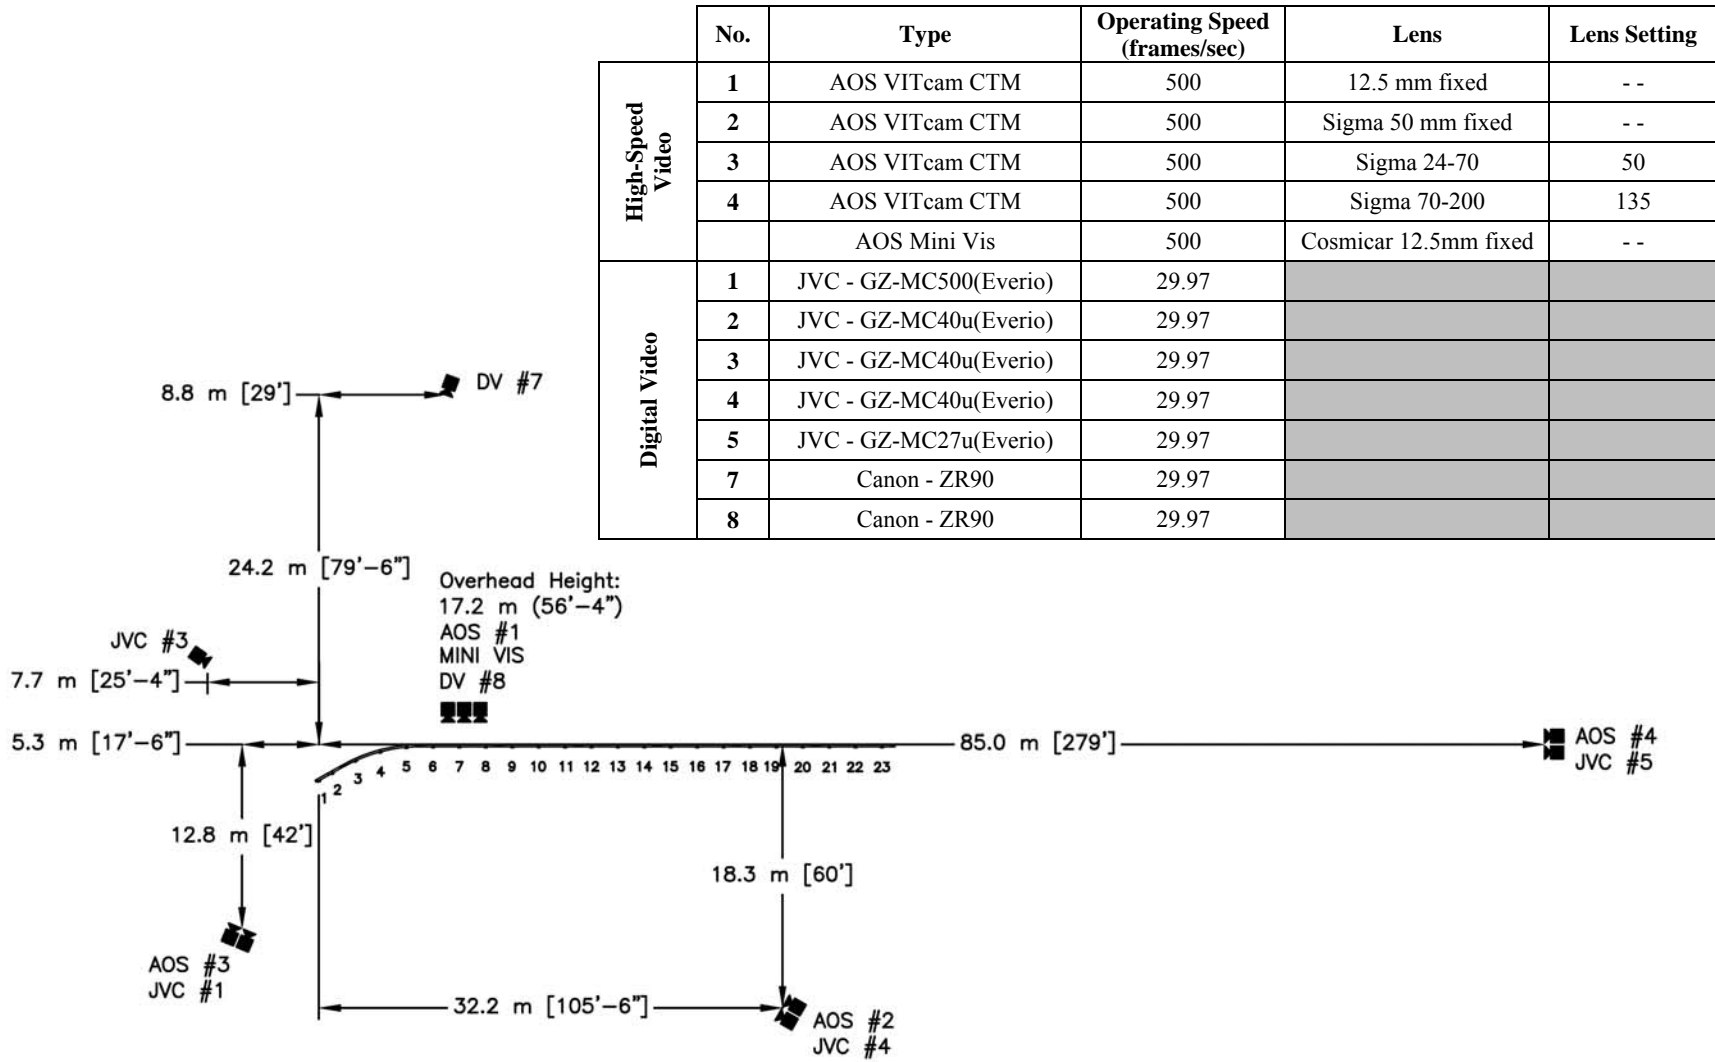 No. Type Operating Speed (frames/sec) Lens Lens Setting
High-Speed Video
1 AOS VITcam CTM 500 12.5 mm fixed - -
2 AOS VITcam CTM 500 Sigma 50 mm fixed - -
3 AOS VITcam CTM 500 Sigma 24-70 50
4 AOS VITcam CTM 500 Sigma 70-200 135
AOS Mini Vis 500 Cosmicar 12.5mm fixed - -
Digital Video
1 JVC - GZ-MC500(Everio) 29.97
2 JVC - GZ-MC40u(Everio) 29.97
3 JVC - GZ-MC40u(Everio) 29.97
4 JVC - GZ-MC40u(Everio) 29.97
5 JVC - GZ-MC27u(Everio) 29.97
7 Canon - ZR90 29.97
8 Canon - ZR90 29.97
8.8 m [29']
DV #7
24.2 m [79'-6"]
Overhead Height:
17.2 m (56'-4")
AOS #1
MINI VIS
DV #8
JVC #3
7.7 m [25'-4"]
5.3 m [17'-6"]
85.0 m [279']
AOS #4
JVC #5
1 2 3 4 5 6 7 8 9 10 11 12 13 14 15 16 17 18 19 20 21 22 23
12.8 m [42']
18.3 m [60']
AOS #3
JVC #1
32.2 m [105'-6"]
AOS #2
JVC #4